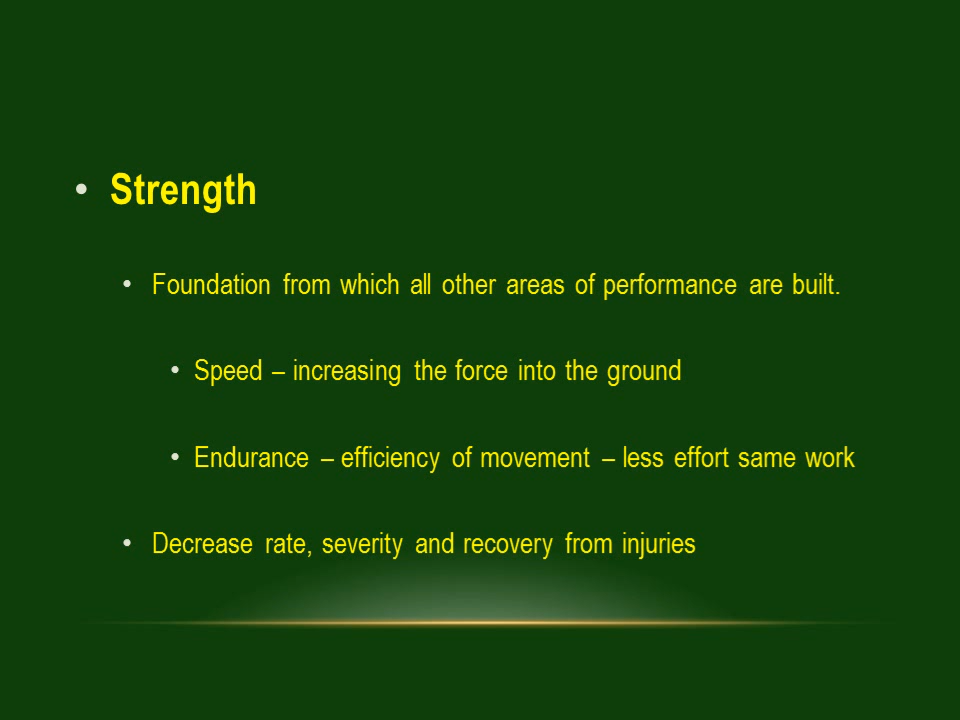 • Strength
• Foundation from which all other areas of performance are built.
• Speed – increasing the force into the ground
• Endurance – efficiency of movement – less effort same work
• Decrease rate, severity and recovery from injuries